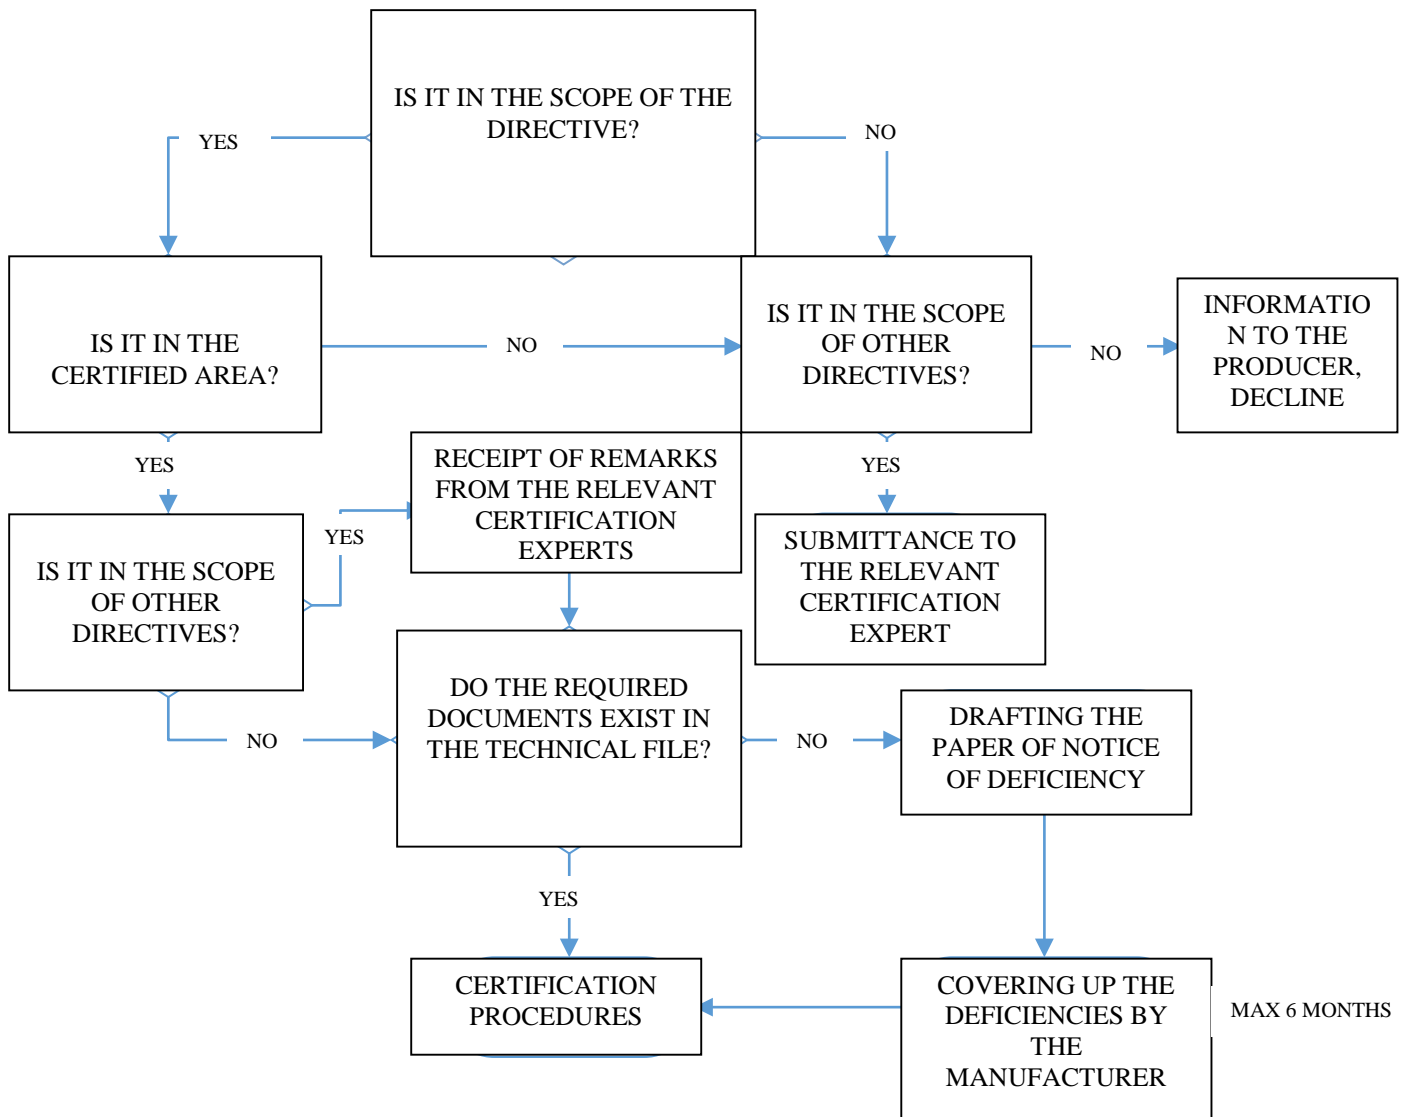 IS IT IN THE SCOPE OF THE
DIRECTIVE?
YES
NO
IS IT IN THE
CERTIFIED AREA?
NO
IS IT IN THE SCOPE
OF OTHER
DIRECTIVES?
NO
INFORMATIO
N TO THE
PRODUCER,
DECLINE
YES
RECEIPT OF REMARKS
FROM THE RELEVANT
CERTIFICATION
EXPERTS
YES
IS IT IN THE SCOPE
OF OTHER
DIRECTIVES?
YES
SUBMITTANCE TO
THE RELEVANT
CERTIFICATION
EXPERT
NO
DO THE REQUIRED
DOCUMENTS EXIST IN
THE TECHNICAL FILE?
NO
DRAFTING THE
PAPER OF NOTICE
OF DEFICIENCY
YES
CERTIFICATION
PROCEDURES
COVERING UP THE
DEFICIENCIES BY
THE
MANUFACTURER
MAX 6 MONTHS